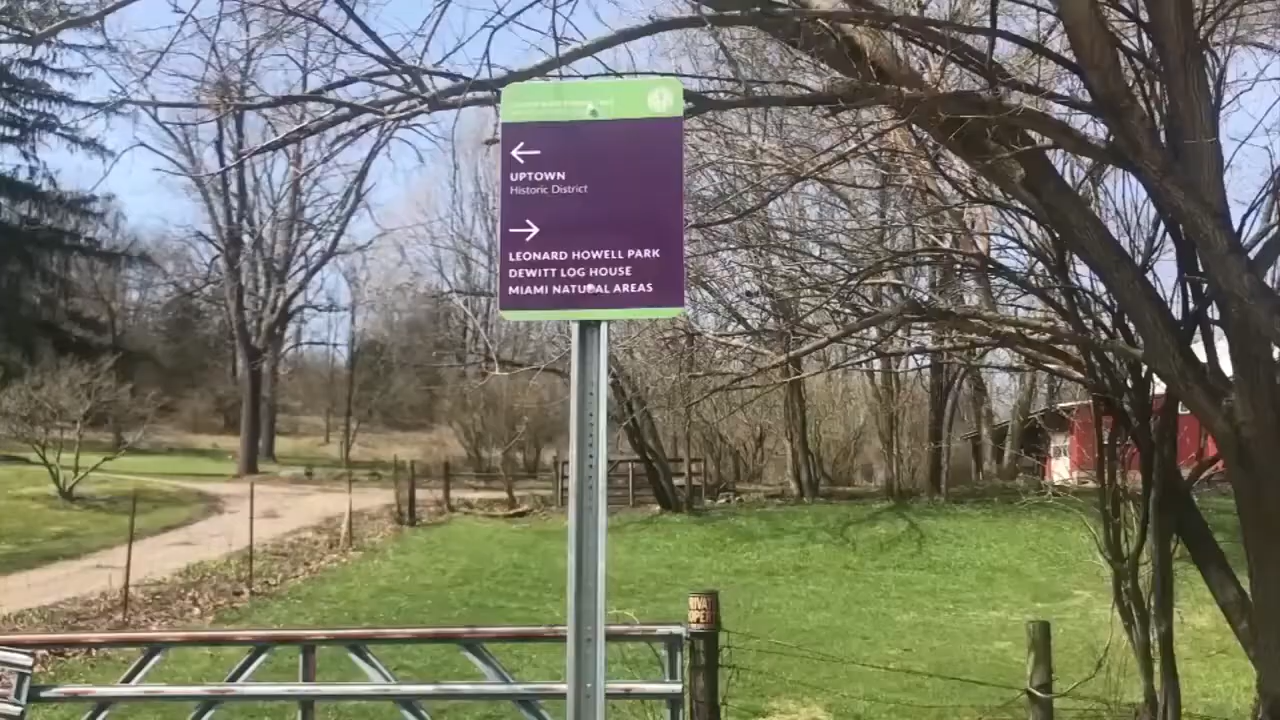 UPTOWN
Historic District
LEONARD HOWELL PARK
DEWITT LOG HOUSE
MIAMI NATURAL AREAS